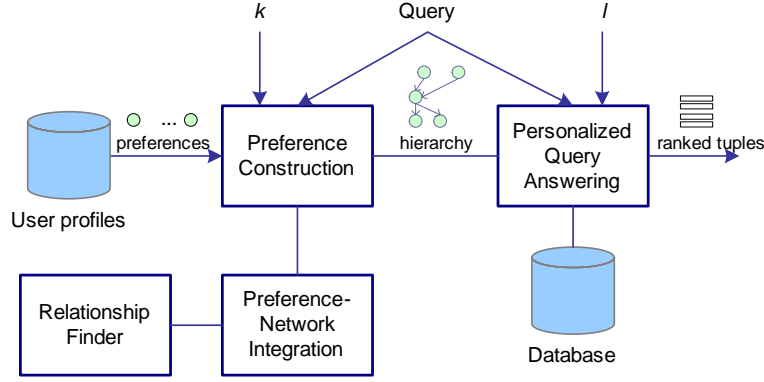 k
Query
l
... 
preferences
Preference
Construction
hierarchy
Personalized
Query
Answering
ranked tuples
User profiles
Relationship
Finder
Preference-
Network
Integration
Database